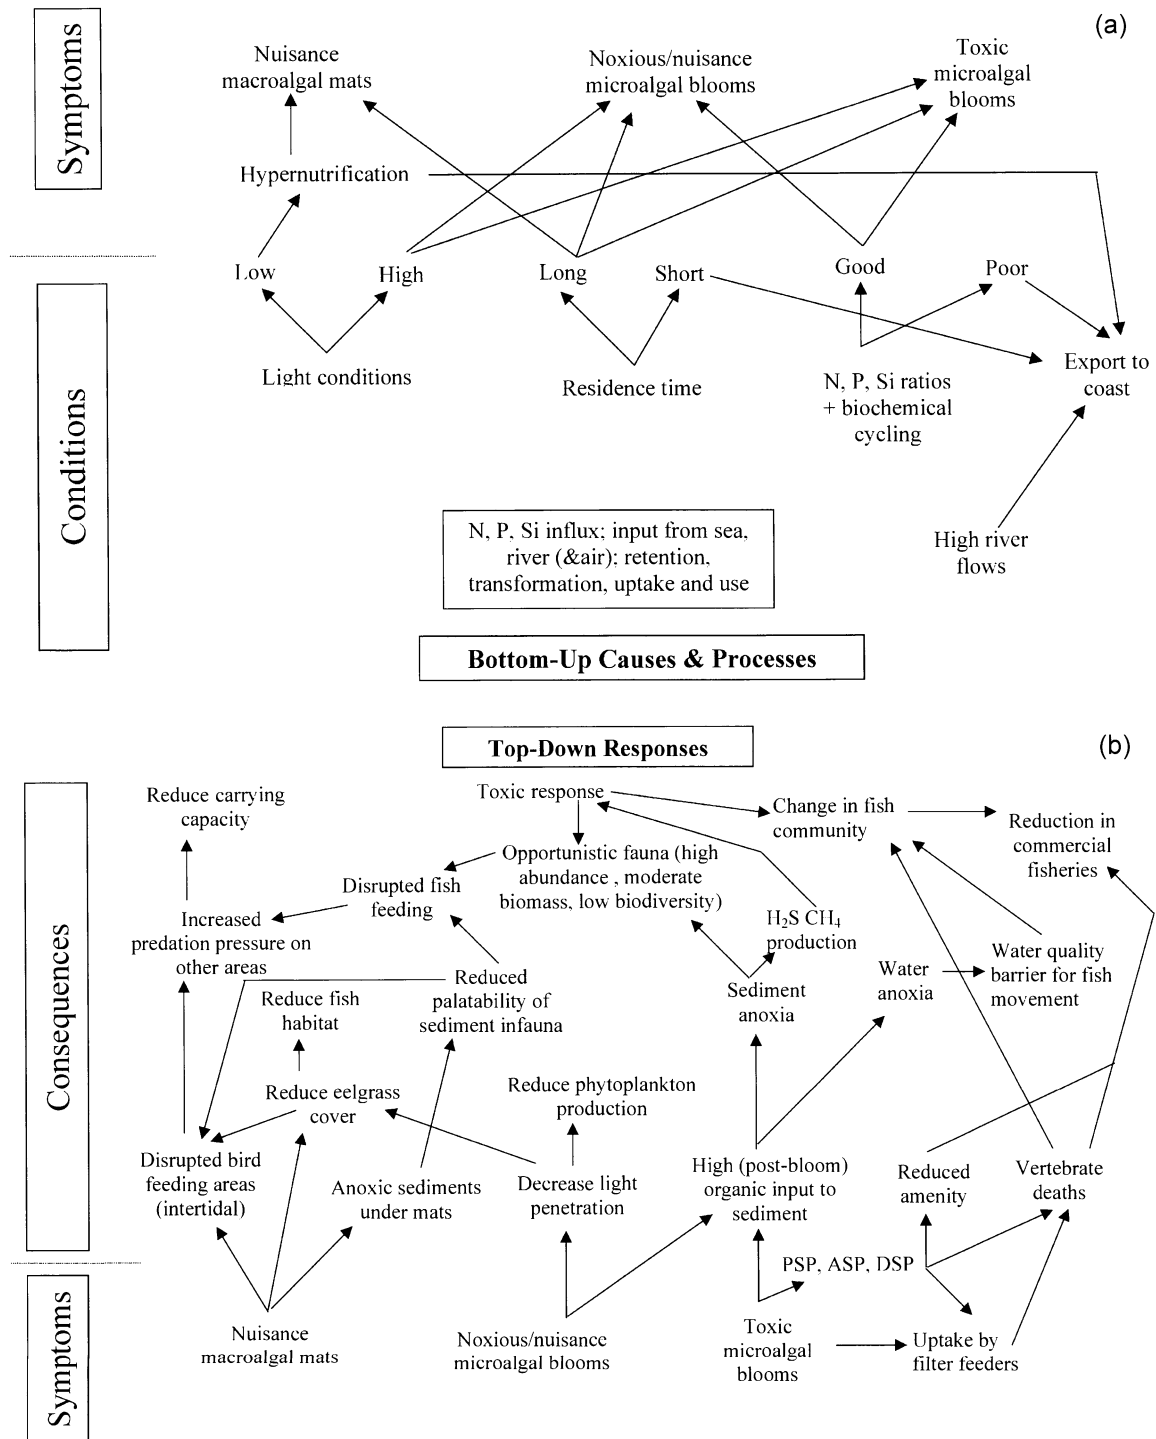 (a)
Symptoms
Nuisance
macroalgal mats
Noxious/nuisance
microalgal blooms
Toxic
microalgal
blooms
Hypernutrification
Low
High
Long
Short
Good
Poor
Conditions
Light conditions
Residence time
N, P, Si ratios
+ biochemical
cycling
Export to
coast
High river
flows
N, P, Si influx; input from sea,
river (&air); retention,
transformation, uptake and use
Bottom-Up Causes & Processes
Top-Down Responses
(b)
Consequences
Reduce carrying
capacity
Toxic response
Change in fish
community
Reduction in
commercial
fisheries
Opportunistic fauna (high
abundance , moderate
biomass, low biodiversity)
Disrupted fish
feeding
Increased
predation pressure on
other areas
H₂S CH₄
production
Water quality
barrier for fish
movement
Water
anoxia
Reduced
palatability of
sediment infauna
Sediment
anoxia
Reduce fish
habitat
Reduce eelgrass
cover
Reduce phytoplankton
production
Disrupted bird
feeding areas
(intertidal)
Anoxic sediments
under mats
Decrease light
penetration
High (post-bloom)
organic input to
sediment
Reduced
amenity
Vertebrate
deaths
PSP, ASP, DSP
Symptoms
Nuisance
macroalgal mats
Noxious/nuisance
microalgal blooms
Toxic
microalgal
blooms
Uptake by
filter feeders